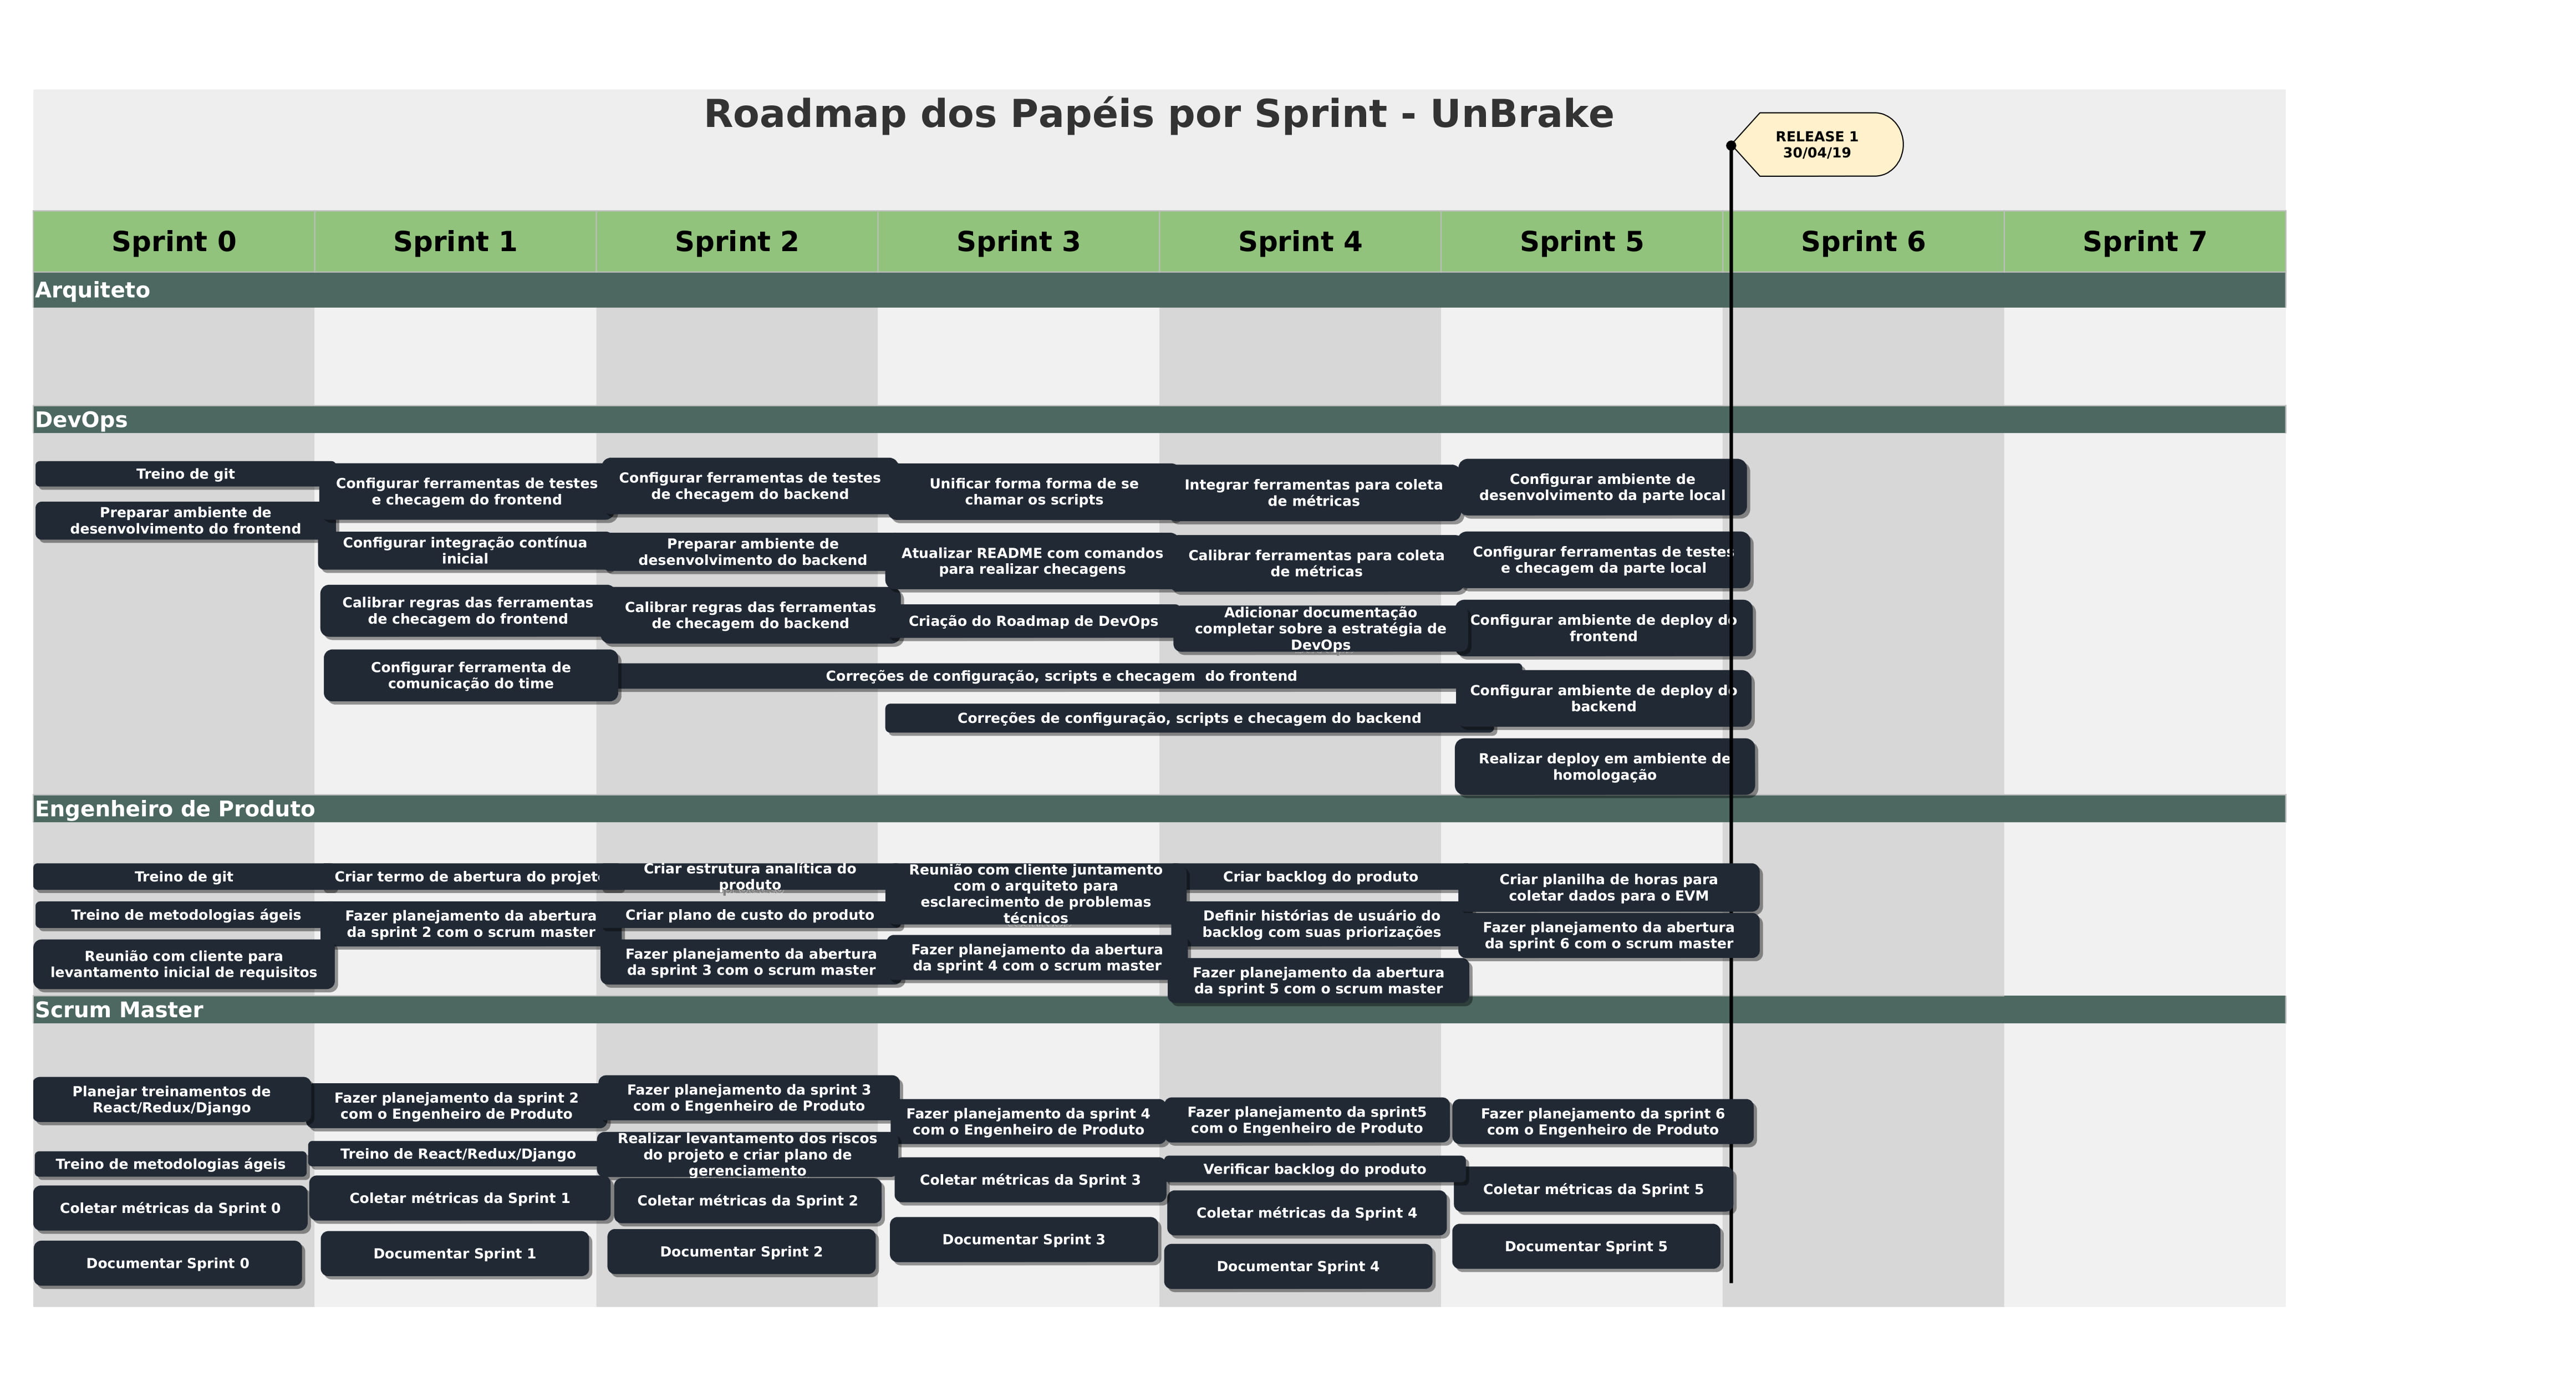 Roadmap dos Papéis por Sprint - UnBrake
RELEASE 1
30/04/19
Sprint 0
Sprint 1
Sprint 2
Sprint 3
Sprint 4
Sprint 5
Sprint 6
Sprint 7
Arquiteto
DevOps
Treino de git
Preparar ambiente de
desenvolvimento do frontend
Configurar ferramentas de testes
e checagem do frontend
Configurar integração contínua
inicial
Calibrar regras das ferramentas
de checagem do frontend
Configurar ferramenta de
comunicação do time
Configurar ferramentas de testes
de checagem do backend
Preparar ambiente de
desenvolvimento do backend
Calibrar regras das ferramentas
de checagem do backend
Correções de configuração, scripts e checagem  do frontend
Unificar forma forma de se
chamar os scripts
Atualizar README com comandos
para realizar checagens
Criação do Roadmap de DevOps
Correções de configuração, scripts e checagem do backend
Integrar ferramentas para coleta
de métricas
Calibrar ferramentas para coleta
de métricas
Adicionar documentação
completar sobre a estratégia de
DevOps
Configurar ambiente de
desenvolvimento da parte local
Configurar ferramentas de testes
e checagem da parte local
Configurar ambiente de deploy do
frontend
Configurar ambiente de deploy do
backend
Realizar deploy em ambiente de
homologação
Engenheiro de Produto
Treino de git
Treino de metodologias ágeis
Reunião com cliente para
levantamento inicial de requisitos
Criar termo de abertura do projeto
Fazer planejamento da abertura
da sprint 2 com o scrum master
Criar estrutura analítica do
produto
Criar plano de custo do produto
Fazer planejamento da abertura
da sprint 3 com o scrum master
Reunião com cliente juntamento
com o arquiteto para
esclarecimento de problemas
técnicos
Fazer planejamento da abertura
da sprint 4 com o scrum master
Criar backlog do produto
Definir histórias de usuário do
backlog com suas priorizações
Fazer planejamento da abertura
da sprint 5 com o scrum master
Criar planilha de horas para
coletar dados para o EVM
Fazer planejamento da abertura
da sprint 6 com o scrum master
Scrum Master
Planejar treinamentos de
React/Redux/Django
Treino de metodologias ágeis
Coletar métricas da Sprint 0
Documentar Sprint 0
Fazer planejamento da sprint 2
com o Engenheiro de Produto
Treino de React/Redux/Django
Coletar métricas da Sprint 1
Documentar Sprint 1
Fazer planejamento da sprint 3
com o Engenheiro de Produto
Realizar levantamento dos riscos
do projeto e criar plano de
gerenciamento
Coletar métricas da Sprint 2
Documentar Sprint 2
Fazer planejamento da sprint 4
com o Engenheiro de Produto
Coletar métricas da Sprint 3
Documentar Sprint 3
Fazer planejamento da sprint5
com o Engenheiro de Produto
Verificar backlog do produto
Coletar métricas da Sprint 4
Documentar Sprint 4
Fazer planejamento da sprint 6
com o Engenheiro de Produto
Coletar métricas da Sprint 5
Documentar Sprint 5